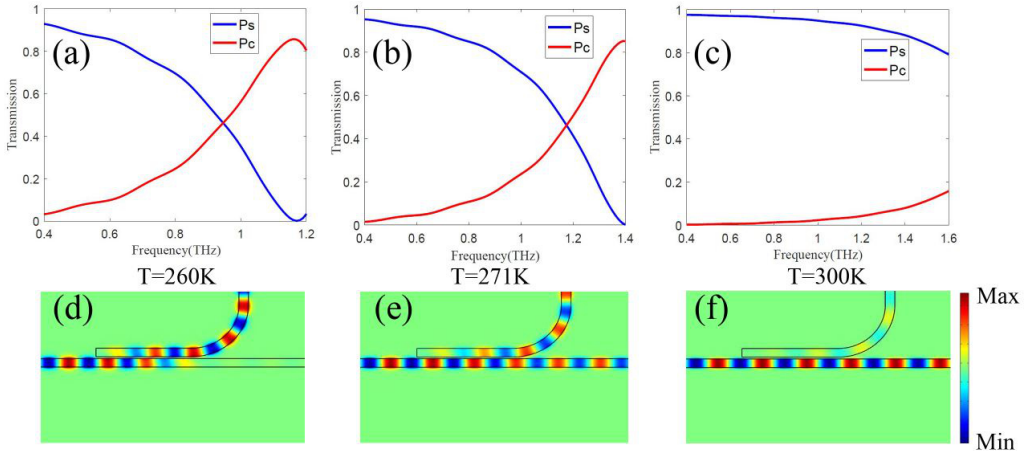 (a)
Ps
Pc
Transmission
1
0.8
0.6
0.4
0.2
0
0.4
0.6
0.8
1
1.2
Frequency(THz)
(b)
Ps
Pc
Transmission
1
0.8
0.6
0.4
0.2
0
0.4
0.6
0.8
1
1.2
1.4
Frequency(THz)
(c)
Ps
Pc
Transmission
1
0.8
0.6
0.4
0.2
0
0.4
0.6
0.8
1
1.2
1.4
1.6
Frequency(THz)
T=260K
T=271K
T=300K
(d)
(e)
(f)
Max
Min